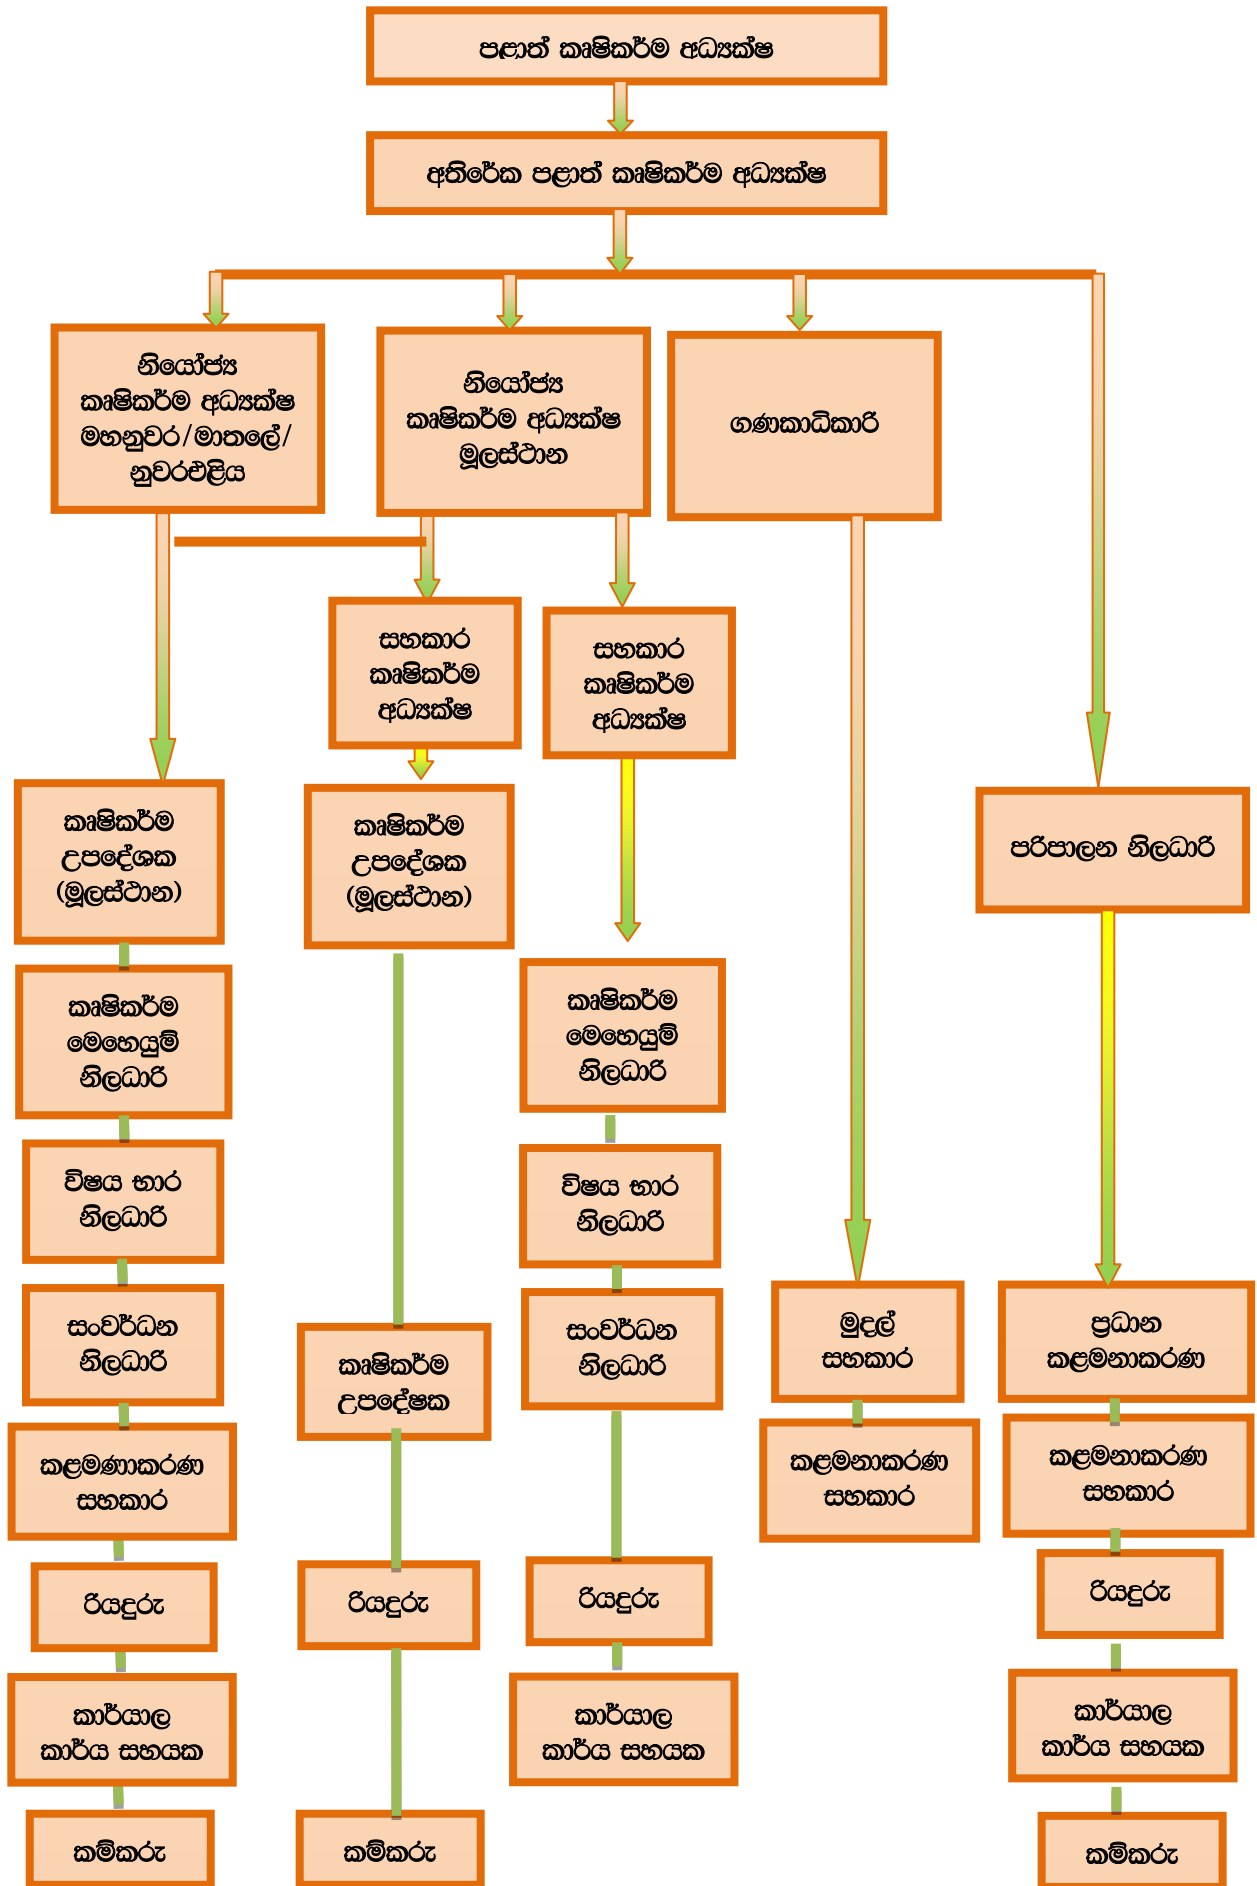 පළාත් කෘෂිකර්ම අධ්‍යක්ෂ
අතිරේක පළාත් කෘෂිකර්ම අධ්‍යක්ෂ
නියෝජ්‍ය
කෘෂිකර්ම අධ්‍යක්ෂ
මහනුවර/මාතලේ/
නුවරඑළිය
නියෝජ්‍ය
කෘෂිකර්ම අධ්‍යක්ෂ
මූලස්ථාන
ගණකාධිකාරි
සහකාර
කෘෂිකර්ම
අධ්‍යක්ෂ
සහකාර
කෘෂිකර්ම
අධ්‍යක්ෂ
කෘෂිකර්ම
උපදේශක
(මූලස්ථාන)
කෘෂිකර්ම
උපදේශක
(මූලස්ථාන)
පරිපාලන නිලධාරි
කෘෂිකර්ම
මෙහෙයුම්
නිලධාරි
කෘෂිකර්ම
මෙහෙයුම්
නිලධාරි
විෂය භාර
නිලධාරි
විෂය භාර
නිලධාරි
සංවර්ධන
නිලධාරි
කෘෂිකර්ම
උපදේෂක
සංවර්ධන
නිලධාරි
මුදල්
සහකාර
ප්‍රධාන
කළමනාකරණ
කළමණාකරණ
සහකාර
කළමනාකරණ
සහකාර
කළමනාකරණ
සහකාර
රියදුරු
රියදුරු
රියදුරු
රියදුරු
කාර්යාල
කාර්ය සහයක
කාර්යාල
කාර්ය සහයක
කාර්යාල
කාර්ය සහයක
කම්කරු
කම්කරු
කම්කරු